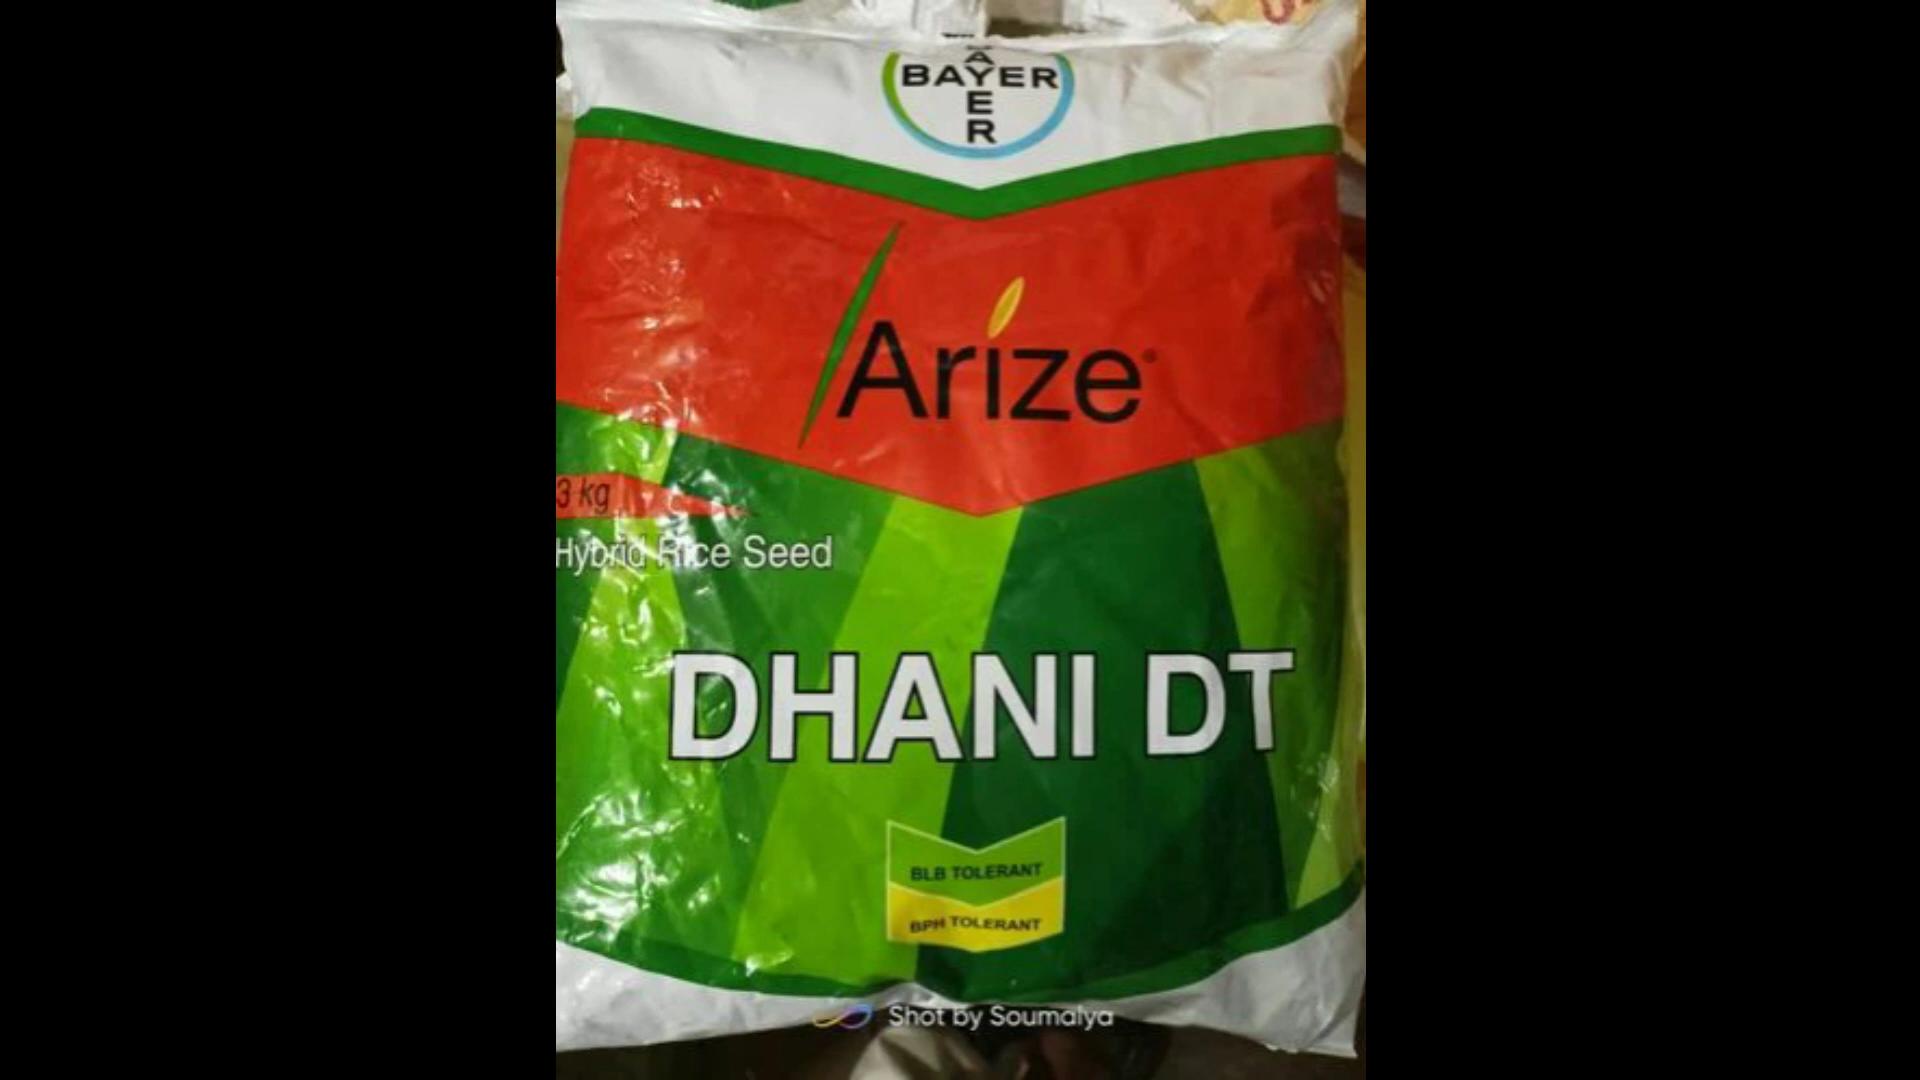 BAYER
BAYER
Arize®
3 kg
Hybrid Rice Seed
DHANI DT
BLB TOLERANT
BPH TOLERANT
Shot by Soumalya